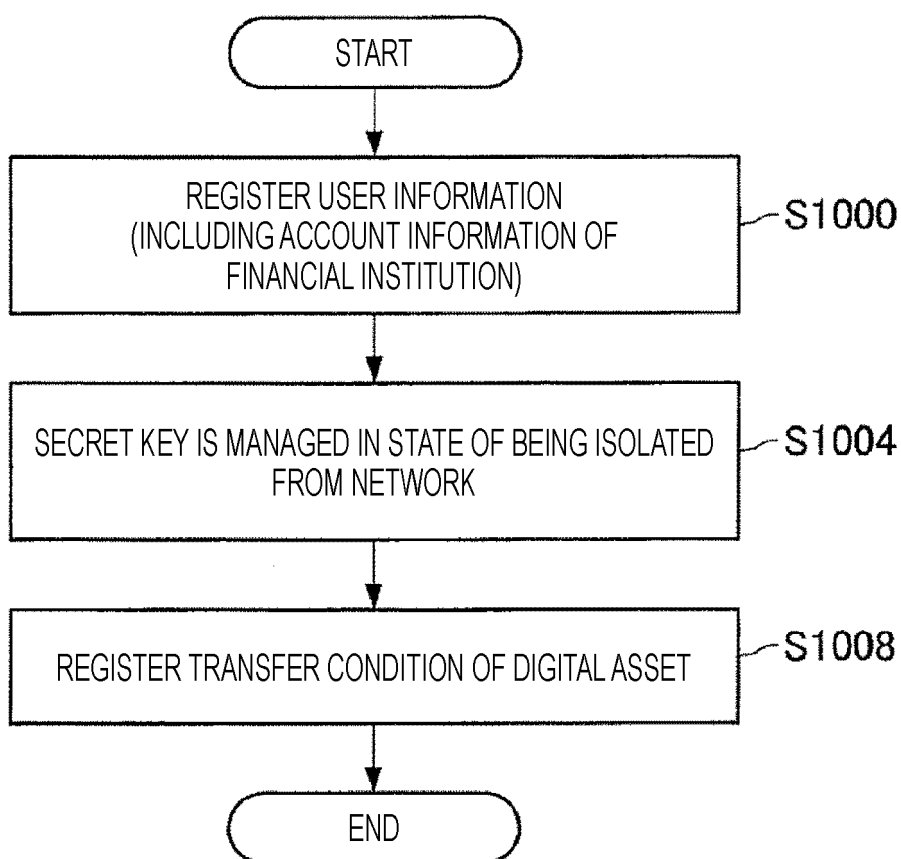 START
REGISTER USER INFORMATION
(INCLUDING ACCOUNT INFORMATION OF
FINANCIAL INSTITUTION)
S1000
SECRET KEY IS MANAGED IN STATE OF BEING ISOLATED
FROM NETWORK
S1004
REGISTER TRANSFER CONDITION OF DIGITAL ASSET
S1008
END